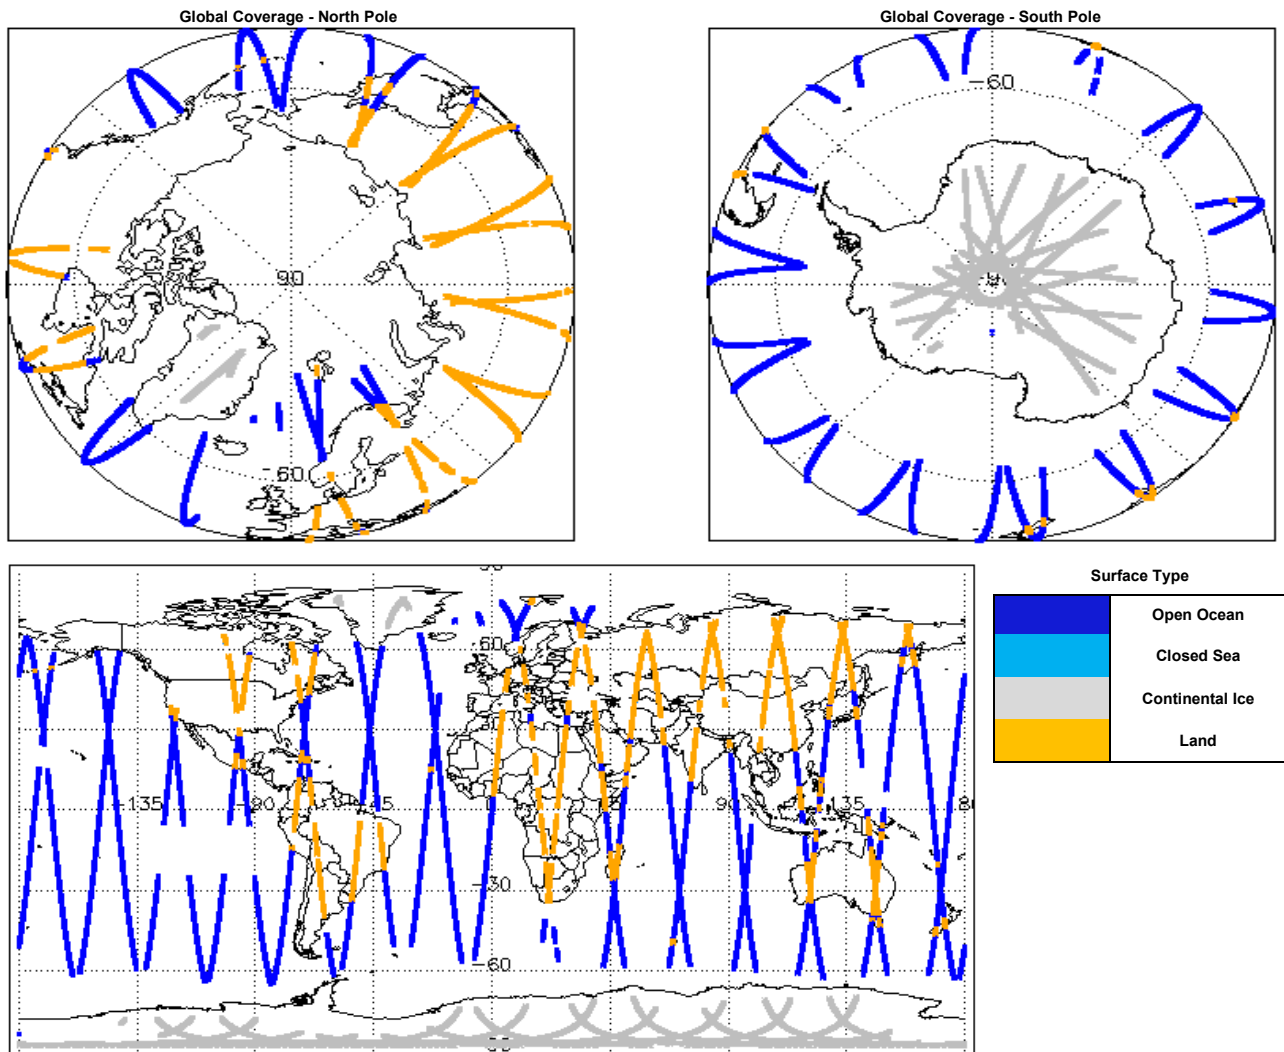 Global Coverage - North Pole
Global Coverage - South Pole
90
-60
-60
60
30
-135
-90
-45
90
135
-30
-60
Surface Type
Open Ocean
Closed Sea
Continental Ice
Land